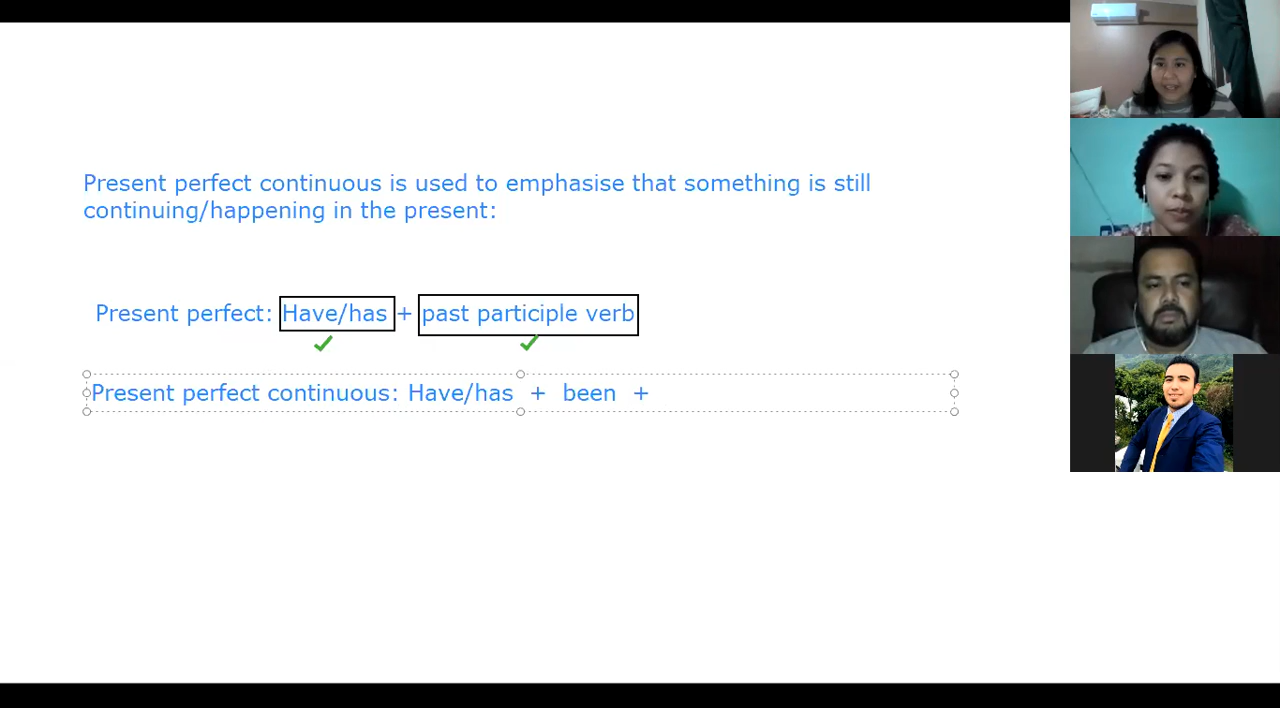 Present perfect continuous is used to emphasise that something is still
continuing/happening in the present:
Present perfect: Have/has + past participle verb
Present perfect continuous: Have/has + been +